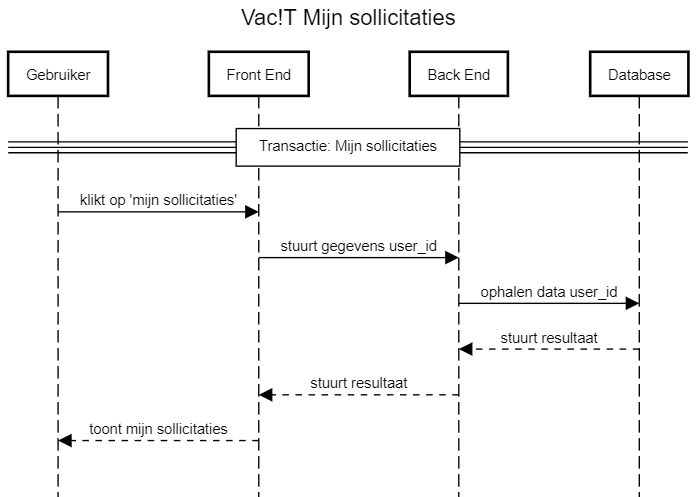 Vac!T Mijn sollicitaties
Gebruiker
Front End
Back End
Database
Transactie: Mijn sollicitaties
klikt op 'mijn sollicitaties'
stuurt gegevens user_id
ophalen data user_id
stuurt resultaat
stuurt resultaat
toont mijn sollicitaties